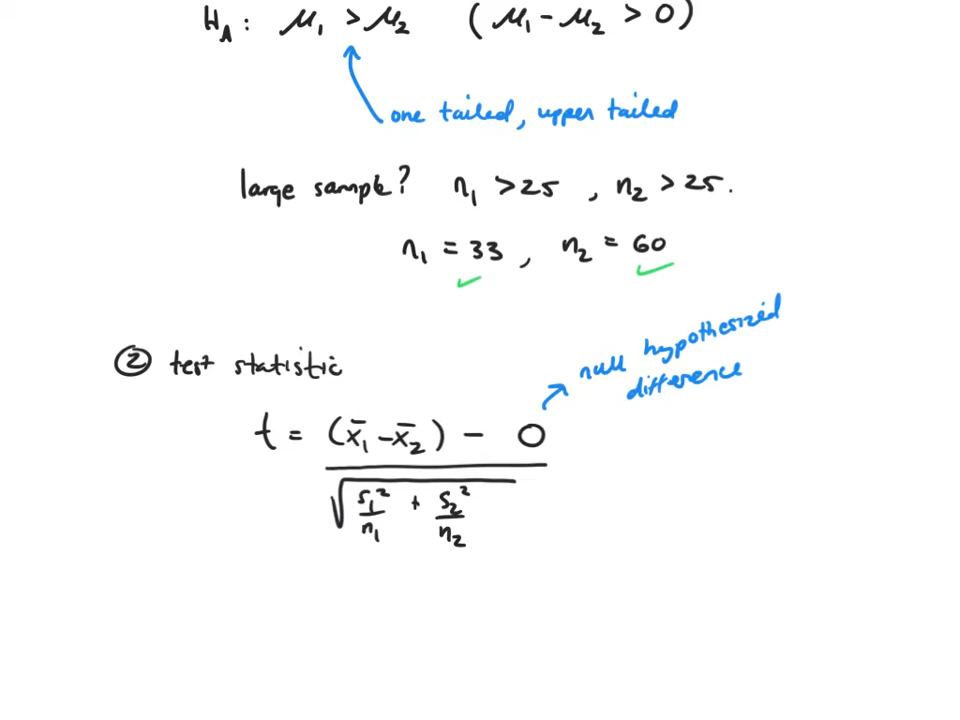 H_A : μ₁ > μ₂ (μ₁ - μ₂ > 0)
one tailed, upper tailed
large sample? n₁ > 25 , n₂ > 25.
n₁ = 33 , n₂ = 60
✓ ✓
null hypothesized
difference
② test statistic
t = (x̄₁ - x̄₂) - 0
√ s₁²/n₁ + s₂²/n₂